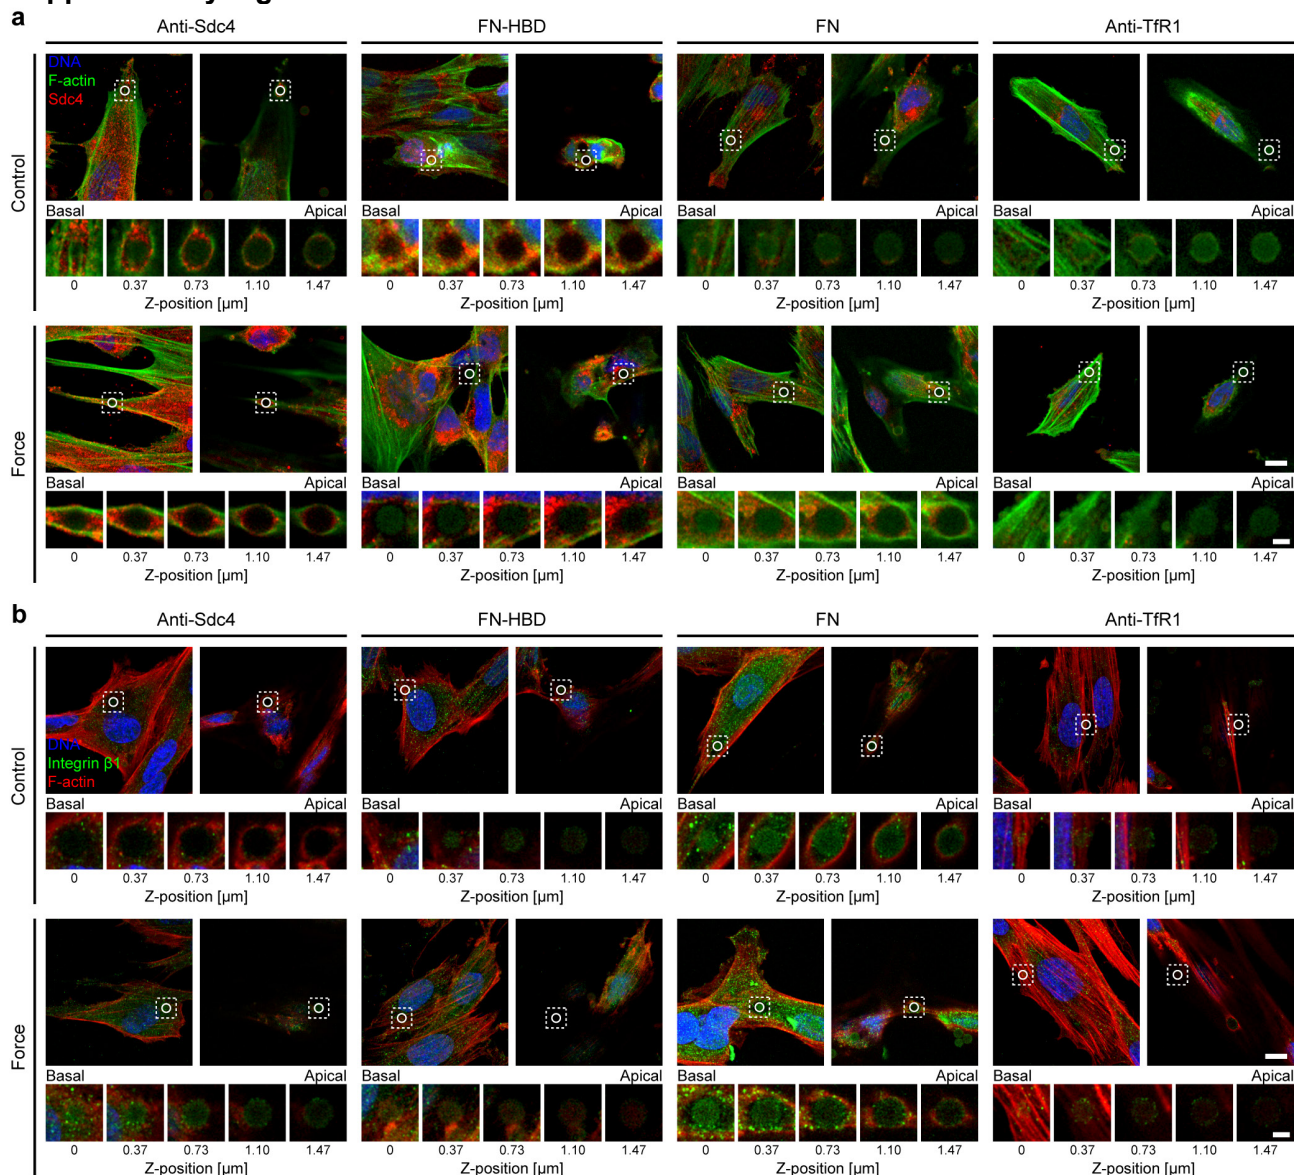 a
Anti-Sdc4 FN-HBD FN Anti-TfR1
Control
DNA
F-actin
Sdc4
Basal Apical Basal Apical Basal Apical Basal Apical
0 0.37 0.73 1.10 1.47 0 0.37 0.73 1.10 1.47 0 0.37 0.73 1.10 1.47 0 0.37 0.73 1.10 1.47
Z-position [µm] Z-position [µm] Z-position [µm] Z-position [µm]
Force
Basal Apical Basal Apical Basal Apical Basal Apical
0 0.37 0.73 1.10 1.47 0 0.37 0.73 1.10 1.47 0 0.37 0.73 1.10 1.47 0 0.37 0.73 1.10 1.47
Z-position [µm] Z-position [µm] Z-position [µm] Z-position [µm]
b
Anti-Sdc4 FN-HBD FN Anti-TfR1
Control
DNA
Integrin β1
F-actin
Basal Apical Basal Apical Basal Apical Basal Apical
0 0.37 0.73 1.10 1.47 0 0.37 0.73 1.10 1.47 0 0.37 0.73 1.10 1.47 0 0.37 0.73 1.10 1.47
Z-position [µm] Z-position [µm] Z-position [µm] Z-position [µm]
Force
Basal Apical Basal Apical Basal Apical Basal Apical
0 0.37 0.73 1.10 1.47 0 0.37 0.73 1.10 1.47 0 0.37 0.73 1.10 1.47 0 0.37 0.73 1.10 1.47
Z-position [µm] Z-position [µm] Z-position [µm] Z-position [µm]